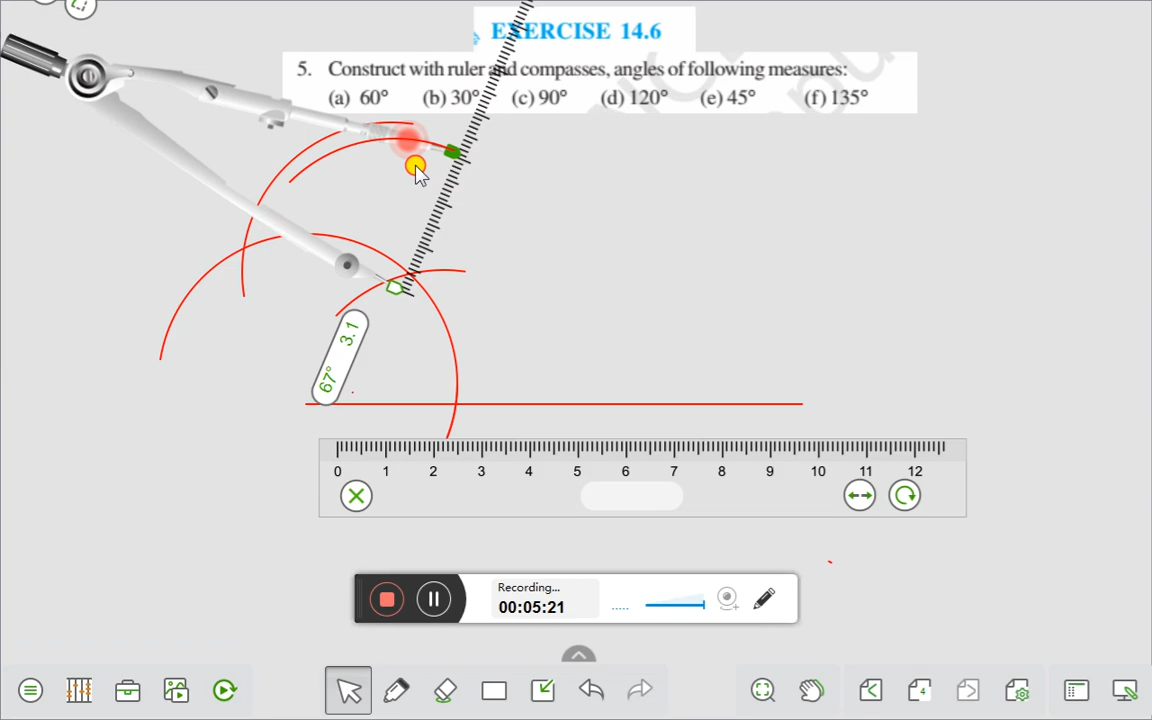 EXERCISE 14.6
5. Construct with ruler and compasses, angles of following measures:
(a) 60° (b) 30° (c) 90° (d) 120° (e) 45° (f) 135°
67° 3.1
0 1 2 3 4 5 6 7 8 9 10 11 12
Recording...
00:05:21
4